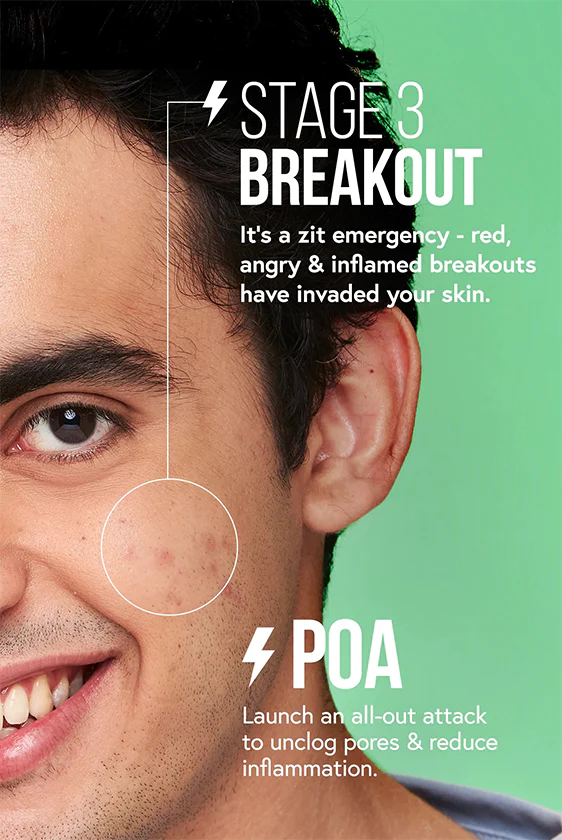 STAGE 3
BREAKOUT
It's a zit emergency - red,
angry & inflamed breakouts
have invaded your skin.
POA
Launch an all-out attack
to unclog pores & reduce
inflammation.